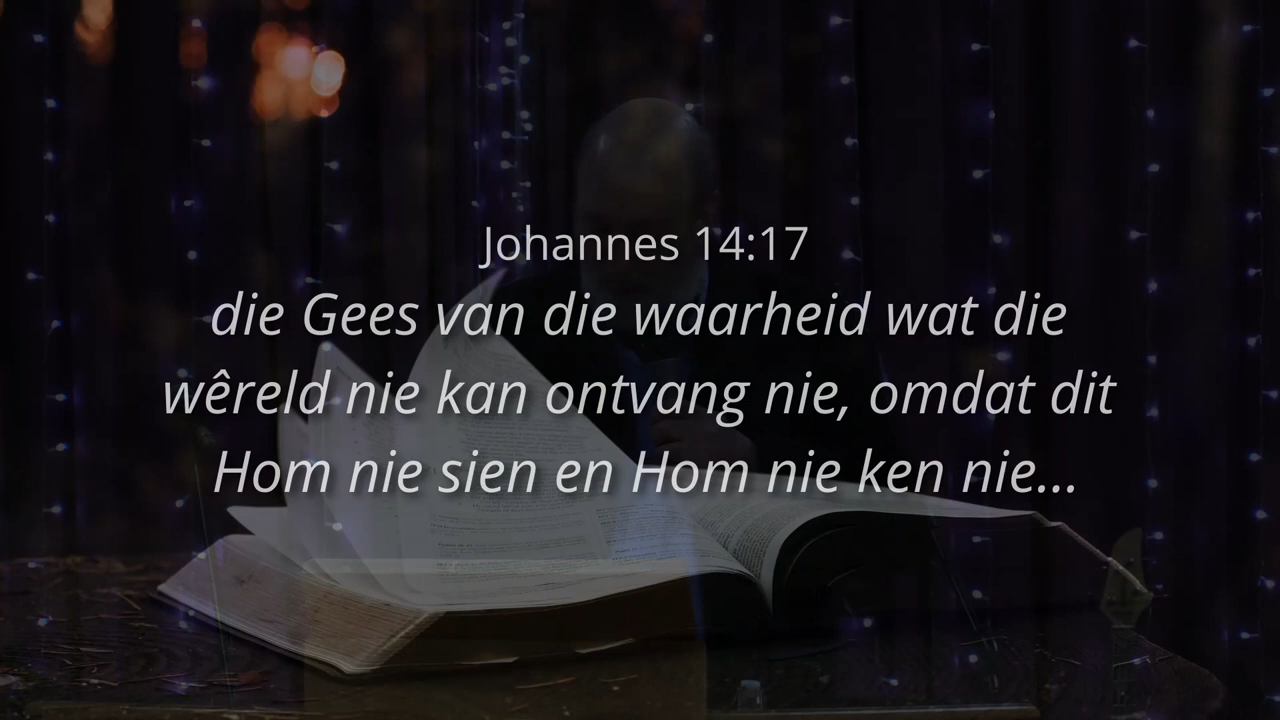 Johannes 14:17
die Gees van die waarheid wat die
wêreld nie kan ontvang nie, omdat dit
Hom nie sien en Hom nie ken nie...